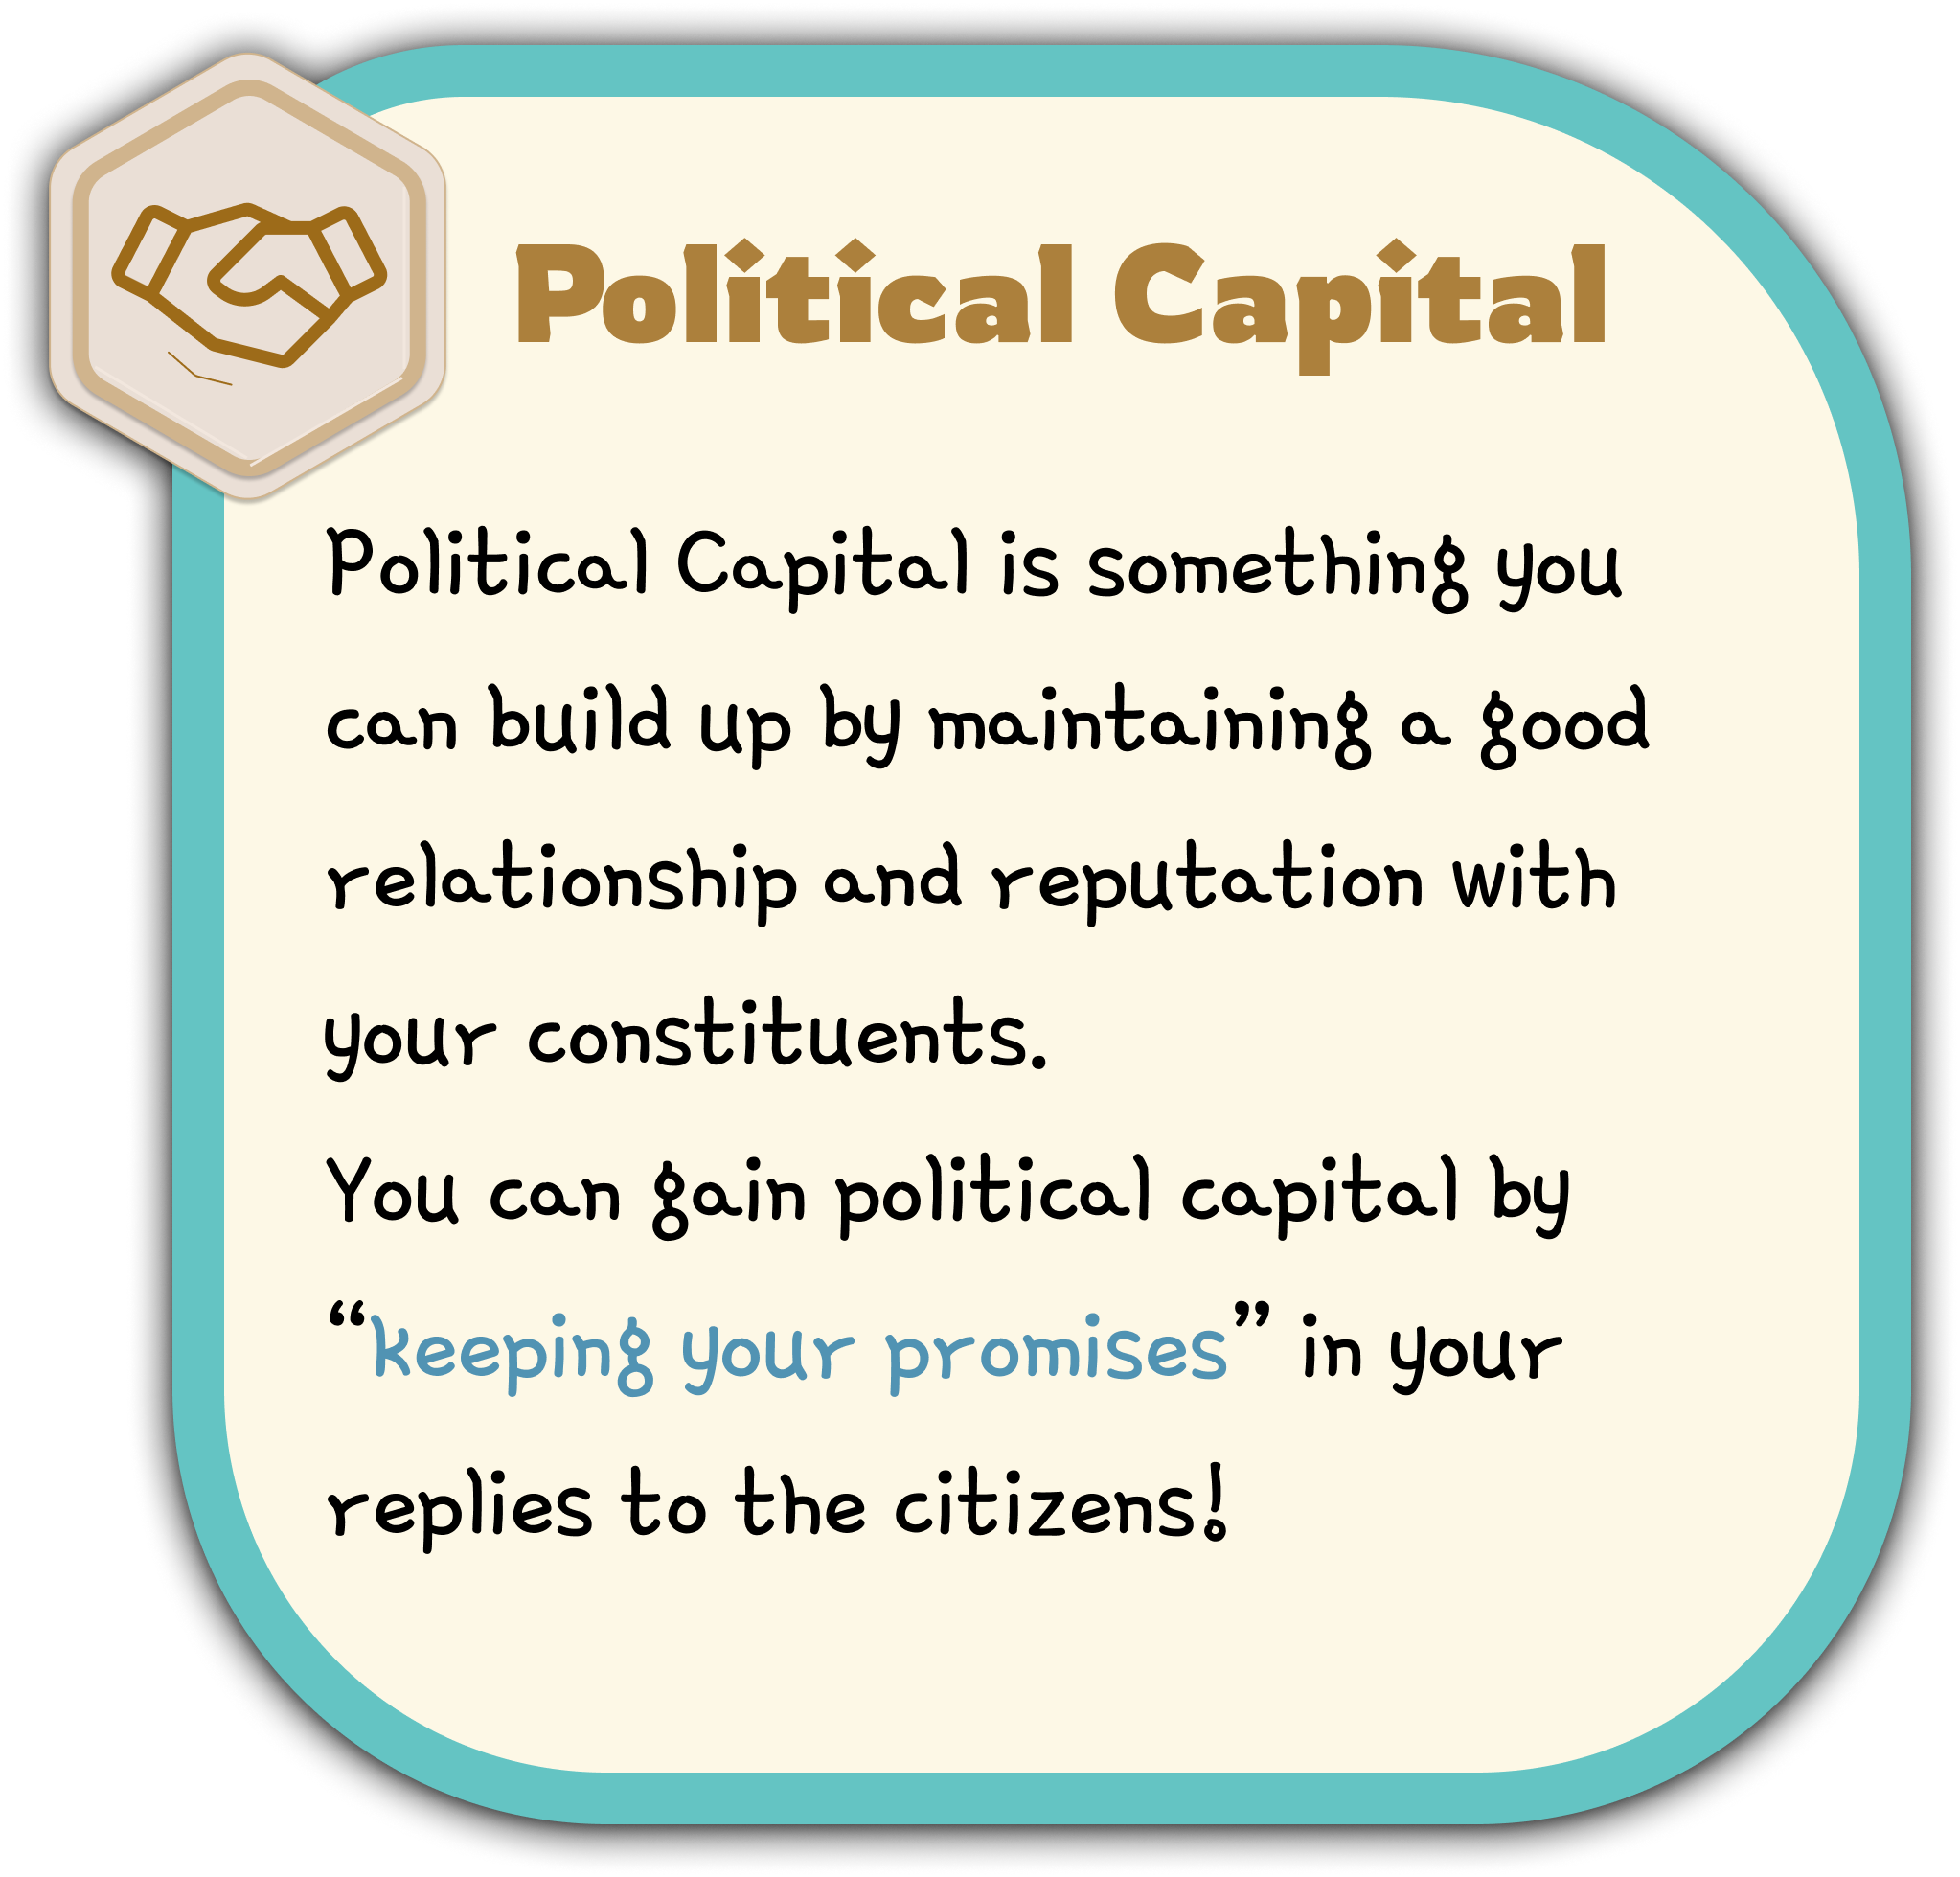 Political Capital
Political Capital is something you
can build up by maintaining a good
relationship and reputation with
your constituents.
You can gain political capital by
“keeping your promises” in your
replies to the citizens!